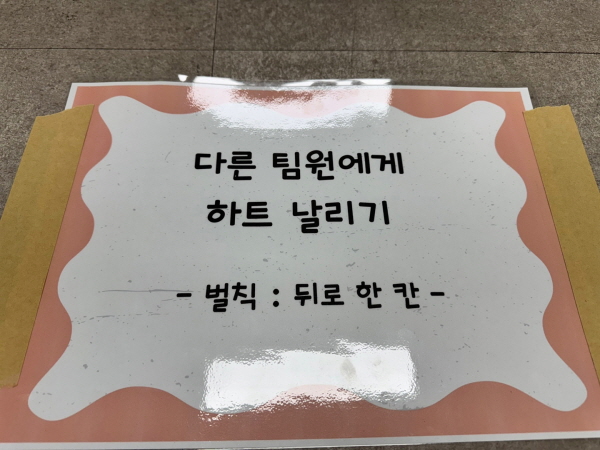 다른 팀원에게
하트 날리기
- 벌칙 : 뒤로 한 칸 -